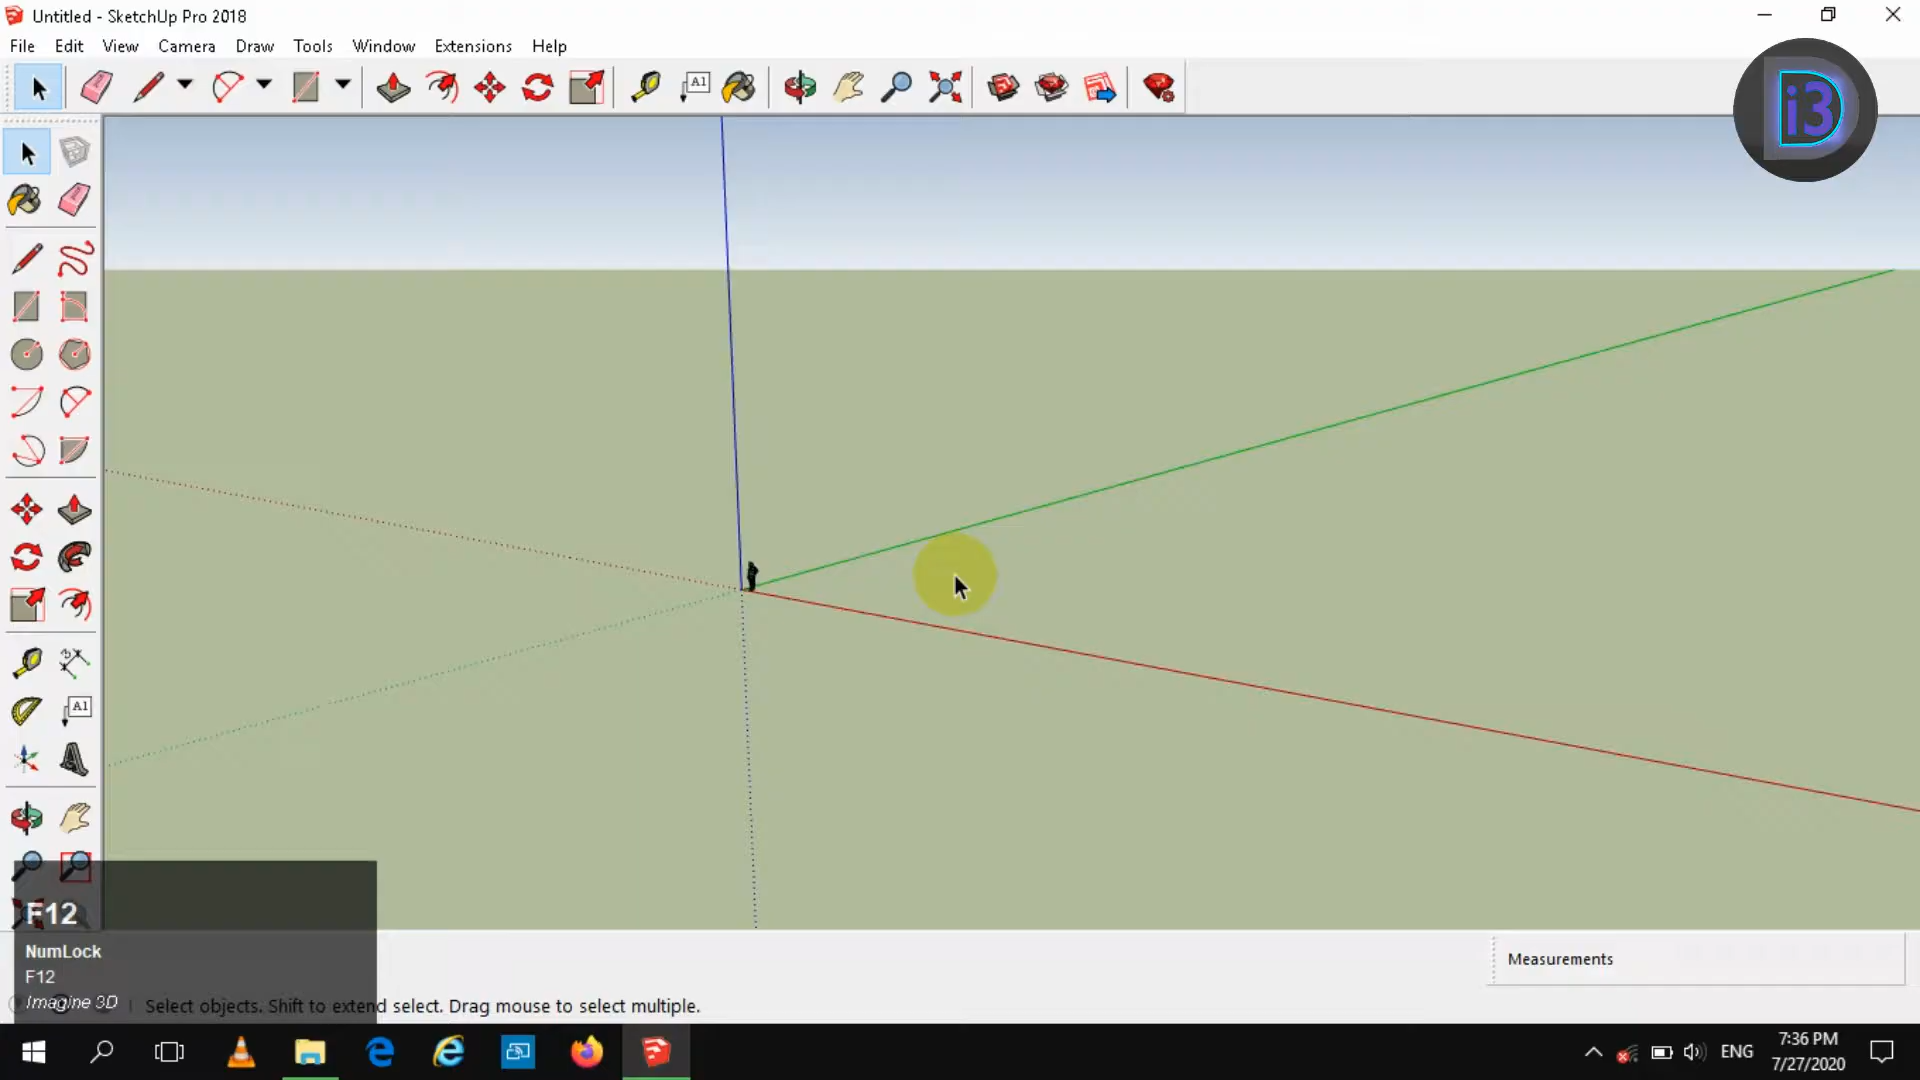 Untitled - SketchUp Pro 2018
File Edit View Camera Draw Tools Window Extensions Help
A1
i3
A1
F12
NumLock
F12
Imagine 3D
Measurements
Select objects. Shift to extend select. Drag mouse to select multiple.
ENG
7:36 PM
7/27/2020